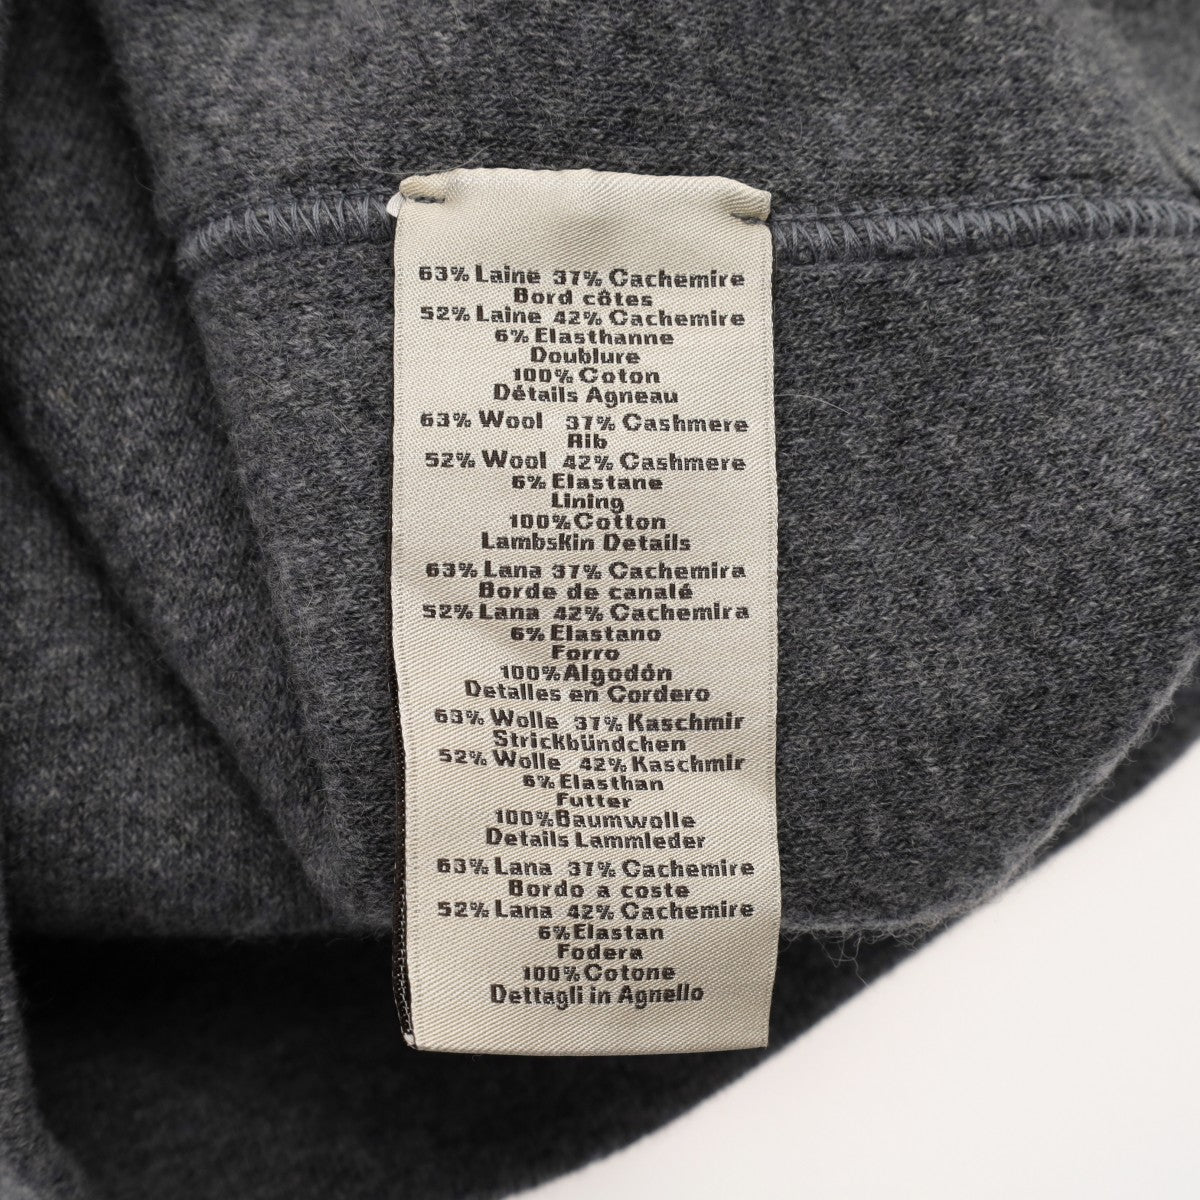 63% Laine 37% Cachemire
Bord côtes
52% Laine 42% Cachemire
6% Elasthanne
Doublure
100% Coton
Détails Agneau
63% Wool 37% Cashmere
Rib
52% Wool 42% Cashmere
6% Elastane
Lining
100% Cotton
Lambskin Details
63% Lana 37% Cachemira
Borde de canalé
52% Lana 42% Cachemira
6% Elastano
Forro
100% Algodón
Detalles en Cordero
63% Wolle 37% Kaschmir
Strickbündchen
52% Wolle 42% Kaschmir
6% Elasthan
Futter
100% Baumwolle
Details Lammleder
63% Lana 37% Cachemire
Bordo a coste
52% Lana 42% Cachemire
6% Elastan
Fodera
100% Cotone
Dettagli in Agnello